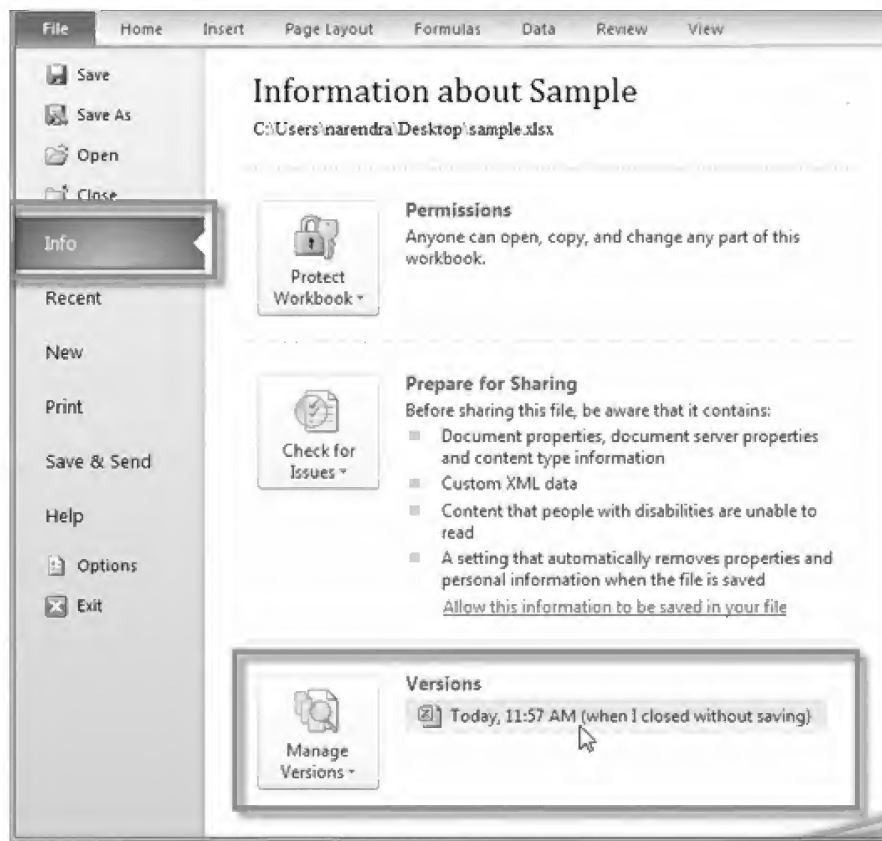 File Home Insert Page Layout Formulas Data Review View
Save
Save As
Open
Close
Info
Recent
New
Print
Save & Send
Help
Options
Exit
Information about Sample
C:\Users\narendra\Desktop\sample.xlsx
Protect
Workbook
Permissions
Anyone can open, copy, and change any part of this
workbook.
Check for
Issues
Prepare for Sharing
Before sharing this file, be aware that it contains:
Document properties, document server properties
and content type information
Custom XML data
Content that people with disabilities are unable to
read
A setting that automatically removes properties and
personal information when the file is saved
Allow this information to be saved in your file
Manage
Versions
Versions
Today, 11:57 AM (when I closed without saving)